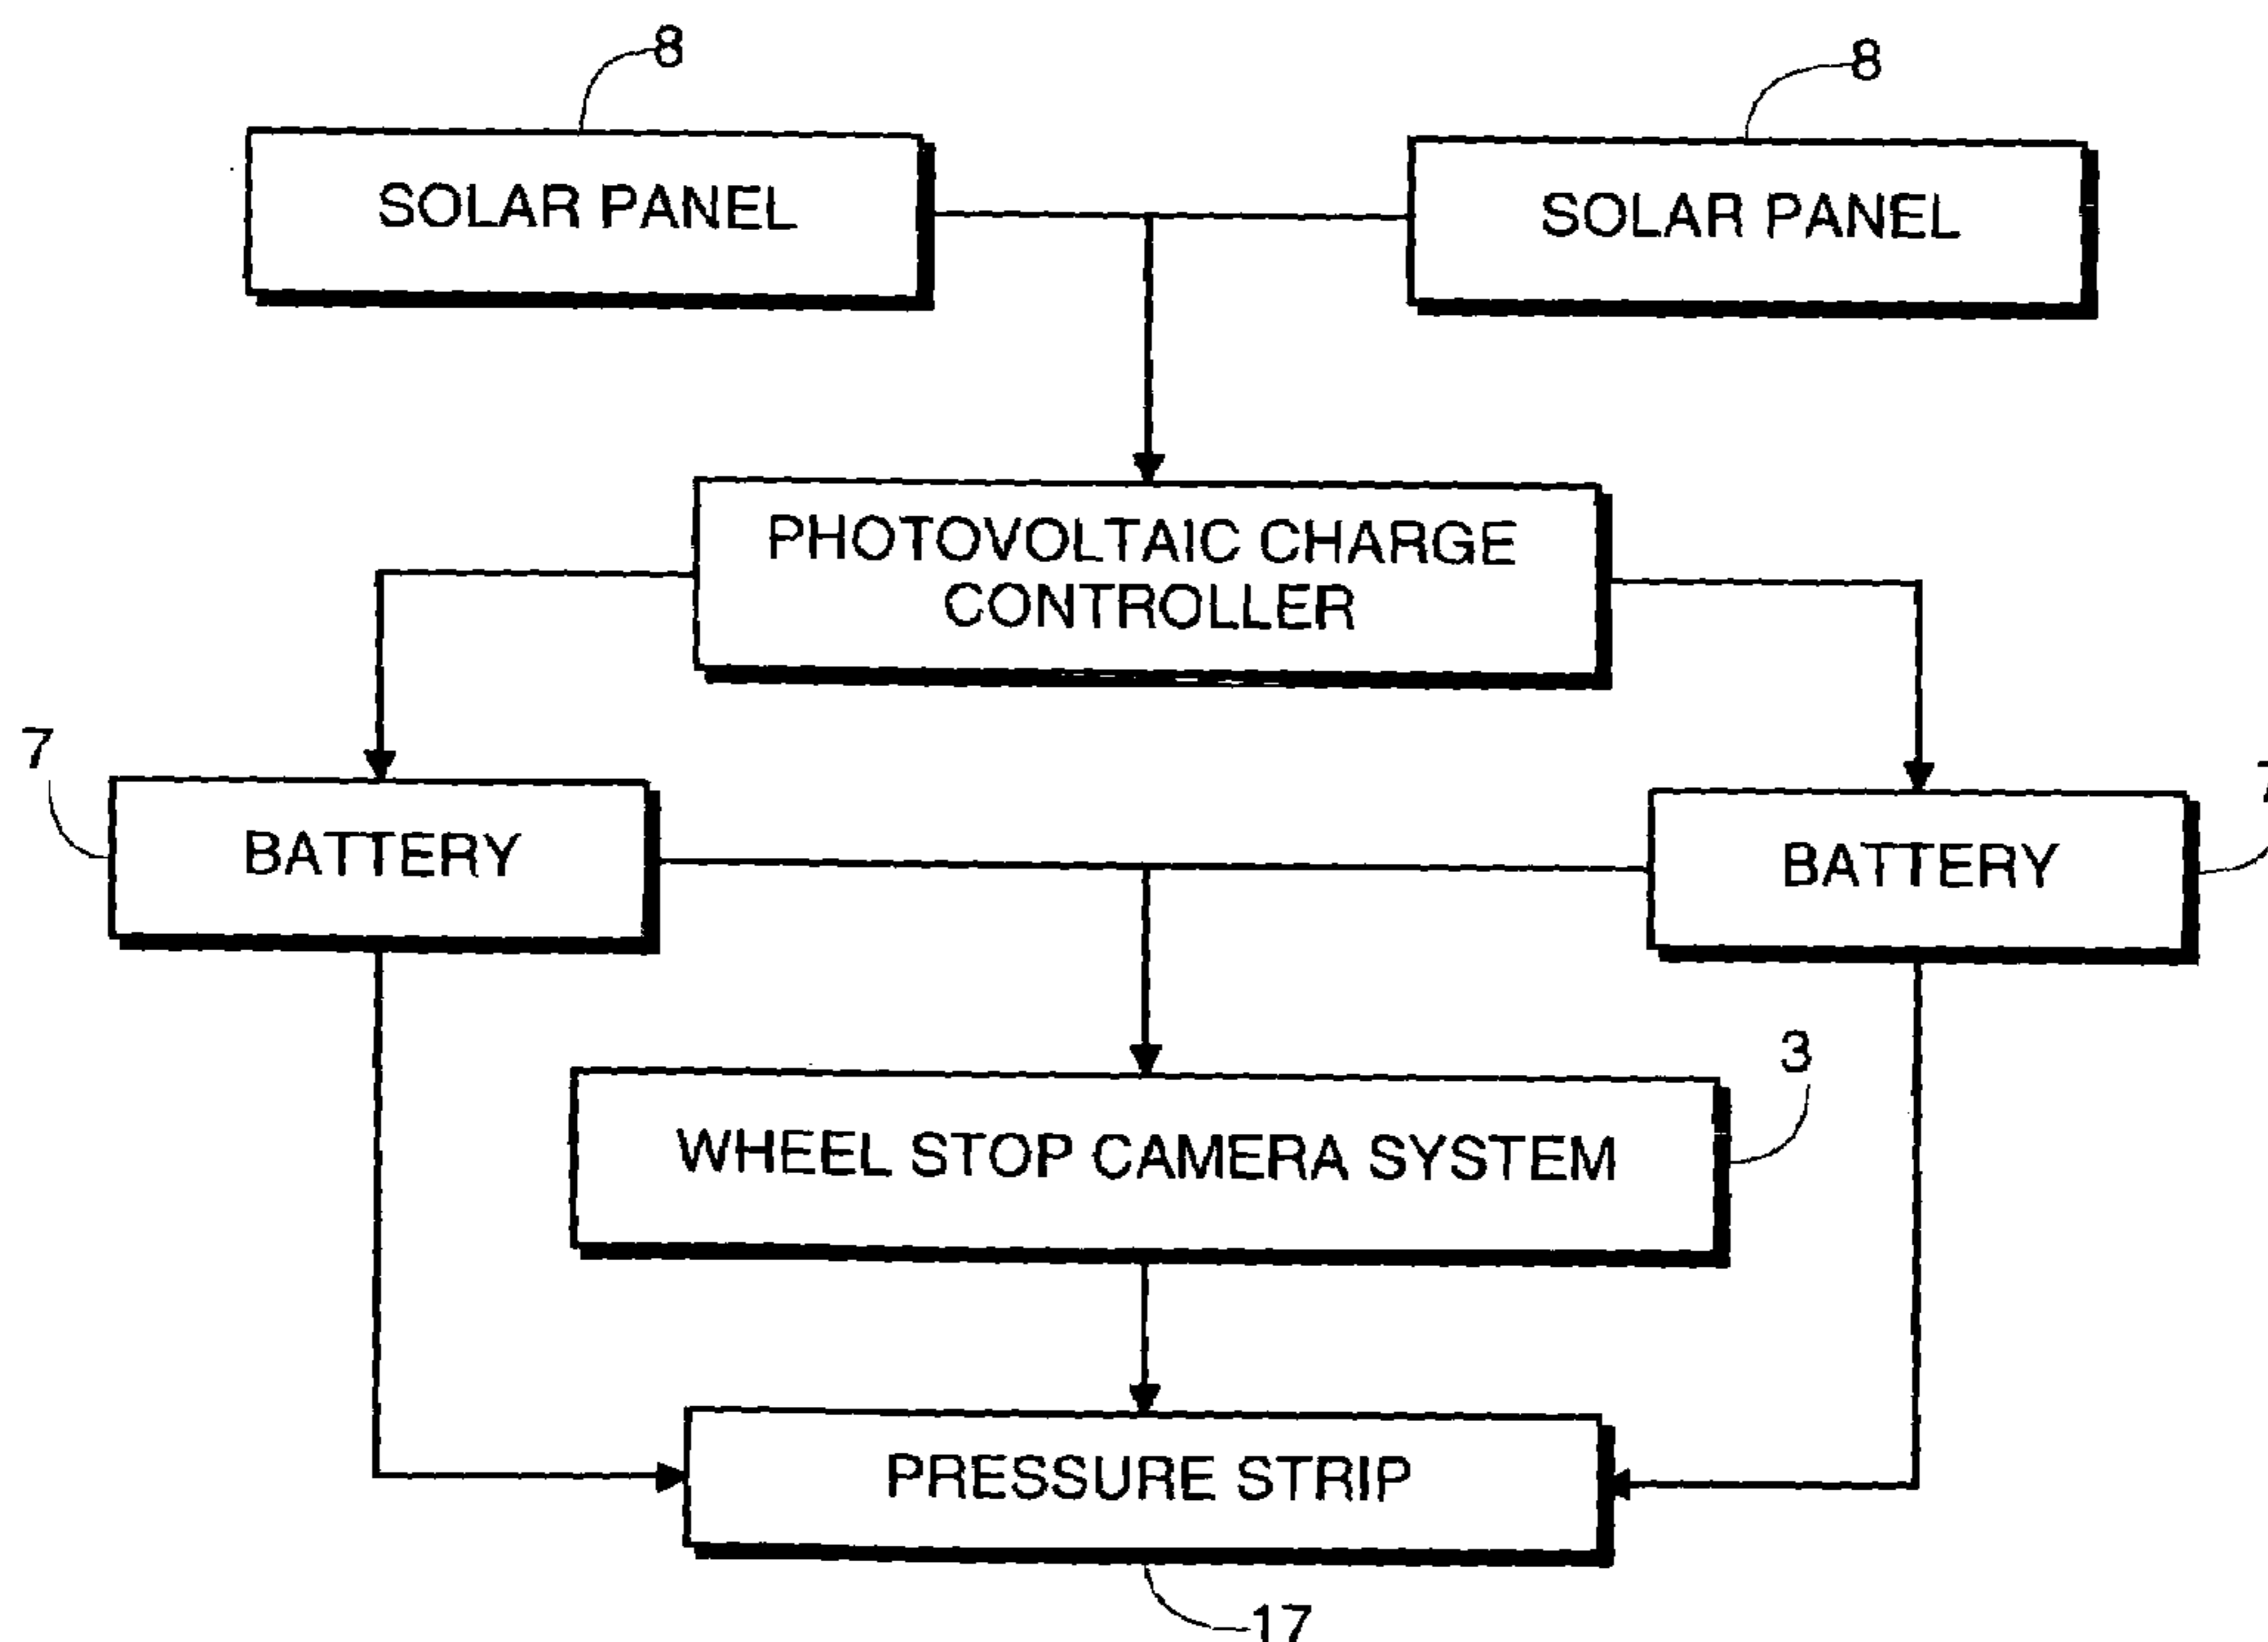 8
8
SOLAR PANEL
SOLAR PANEL
PHOTOVOLTAIC CHARGE
CONTROLLER
7
BATTERY
BATTERY
3
WHEEL STOP CAMERA SYSTEM
PRESSURE STRIP
17